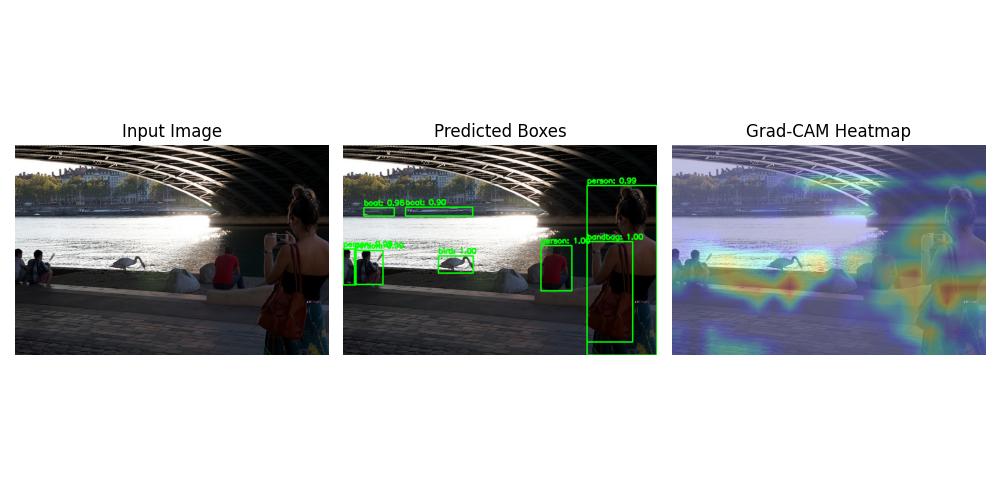 Input Image
Predicted Boxes
Grad-CAM Heatmap
person: 0.99
boat: 0.96
boat: 0.90
person: 1.00
handbag: 1.00
bird: 1.00